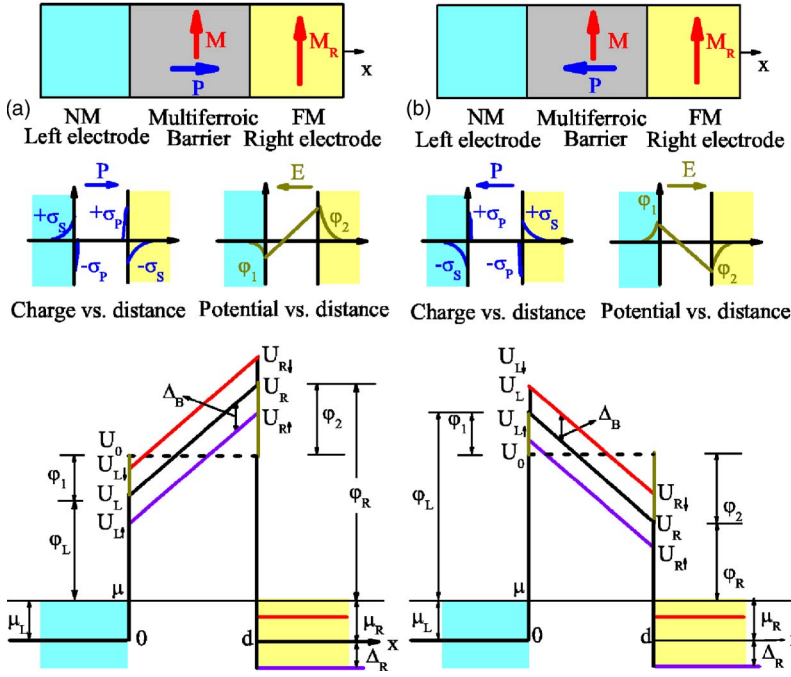 M
M_R
P
x
(a)
NM
Left electrode
Multiferroic
Barrier
FM
Right electrode
P
+σ_S
+σ_P
-σ_P
-σ_S
Charge vs. distance
E
φ_1
φ_2
Potential vs. distance
U_R↓
U_R
U_R↑
Δ_B
U_0
U_L↓
U_L
U_L↑
φ_1
φ_L
φ_2
φ_R
μ
μ_L
0
d
x
μ_R
Δ_R
M
M_R
P
x
(b)
NM
Left electrode
Multiferroic
Barrier
FM
Right electrode
P
+σ_P
+σ_S
-σ_S
-σ_P
Charge vs. distance
E
φ_1
φ_2
Potential vs. distance
U_L↓
U_L
U_L↑
U_0
Δ_B
φ_1
φ_L
U_R↓
U_R
U_R↑
φ_2
φ_R
μ
μ_L
0
d
μ_R
Δ_R